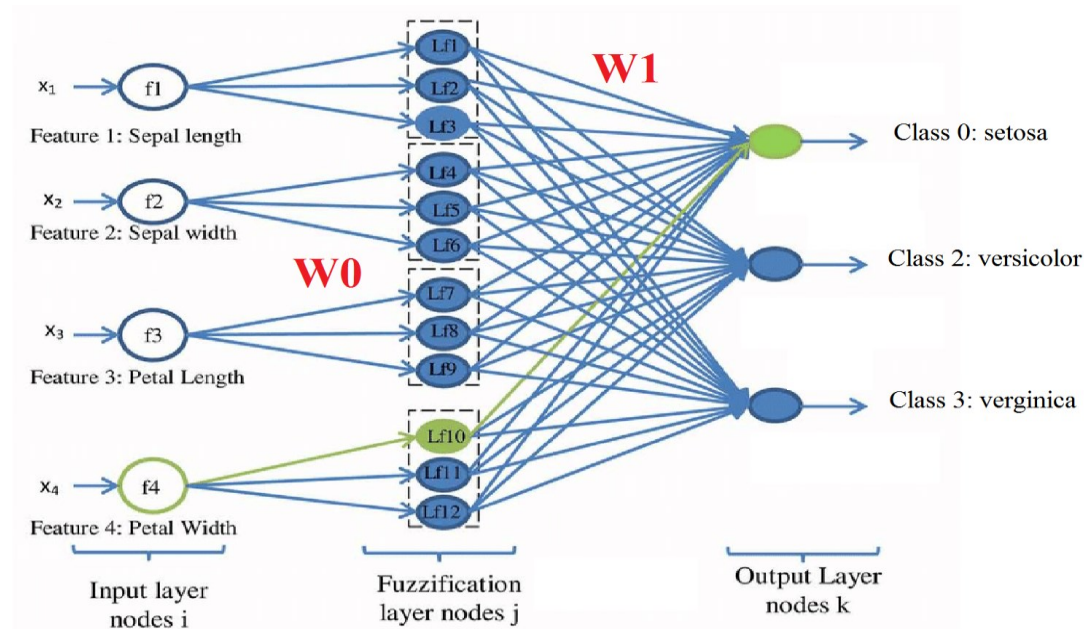 W1
W0
x₁
f1
Feature 1: Sepal length
x₂
f2
Feature 2: Sepal width
x₃
f3
Feature 3: Petal Length
x₄
f4
Feature 4: Petal Width
Lf1
Lf2
Lf3
Lf4
Lf5
Lf6
Lf7
Lf8
Lf9
Lf10
Lf11
Lf12
Class 0: setosa
Class 2: versicolor
Class 3: verginica
Input layer
nodes i
Fuzzification
layer nodes j
Output Layer
nodes k